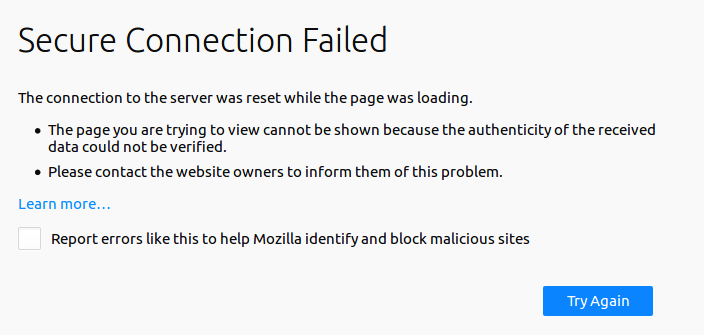 Secure Connection Failed
The connection to the server was reset while the page was loading.
• The page you are trying to view cannot be shown because the authenticity of the received
data could not be verified.
• Please contact the website owners to inform them of this problem.
Learn more…
Report errors like this to help Mozilla identify and block malicious sites
Try Again